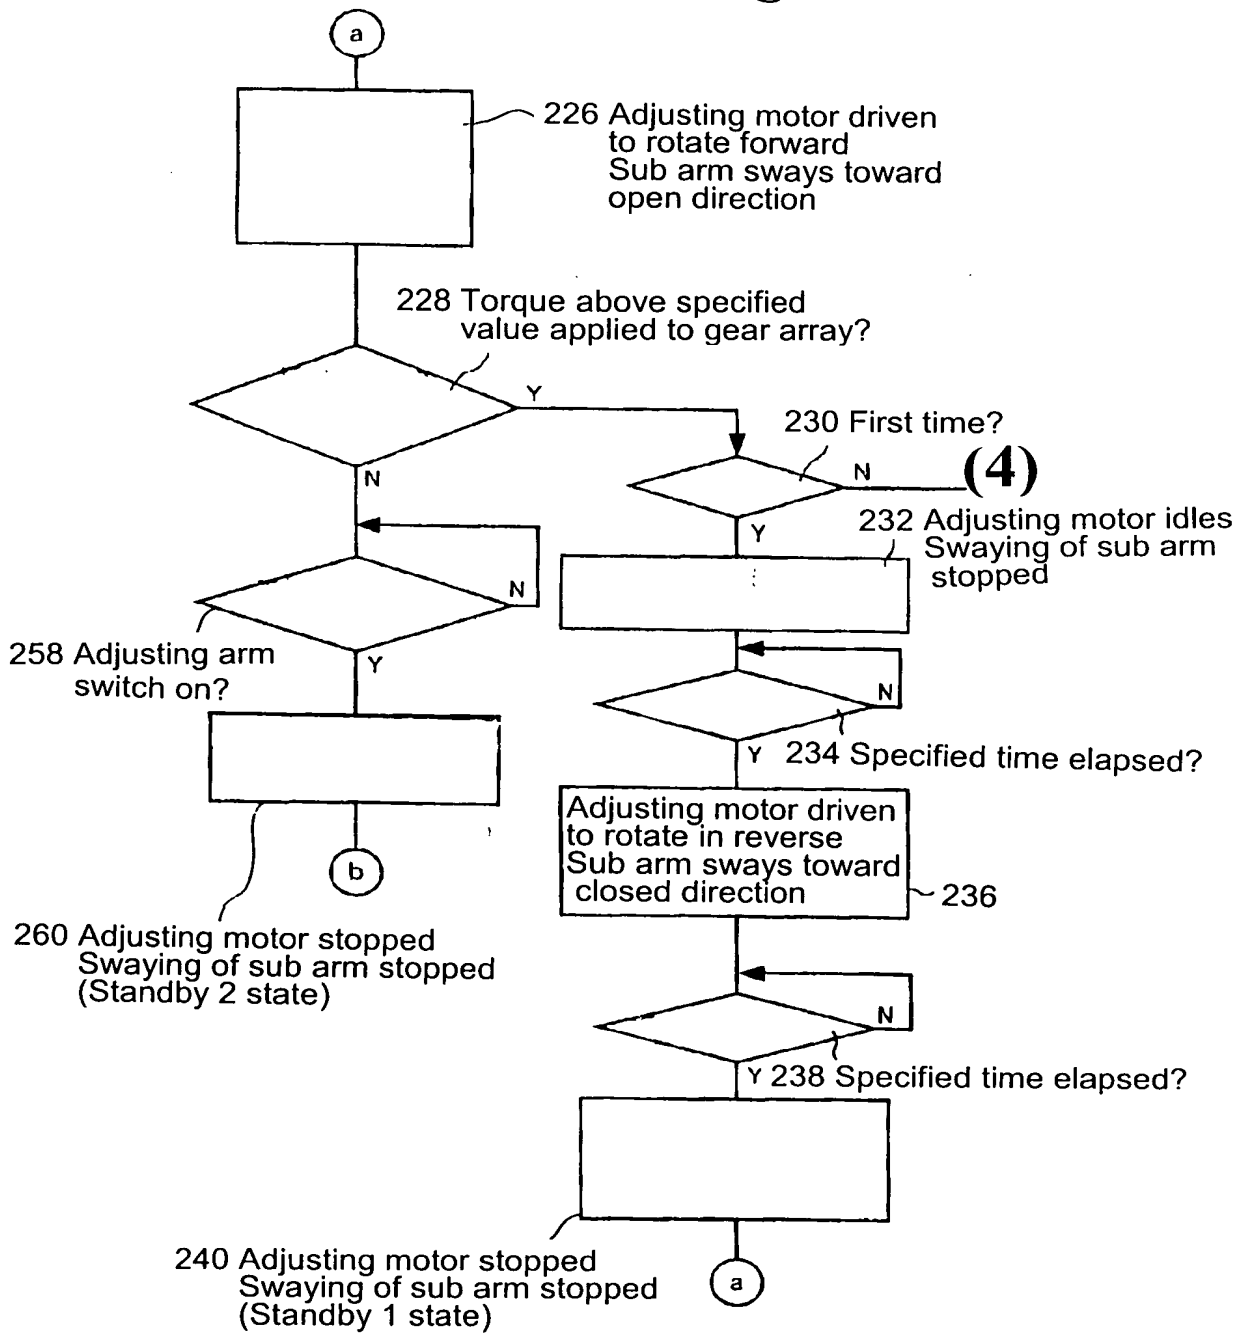 a
226 Adjusting motor driven
to rotate forward
Sub arm sways toward
open direction
228 Torque above specified
value applied to gear array?
Y
N
230 First time?
N
(4)
Y
232 Adjusting motor idles
Swaying of sub arm
stopped
N
258 Adjusting arm
switch on?
Y
N
Y
234 Specified time elapsed?
Adjusting motor driven
to rotate in reverse
Sub arm sways toward
closed direction
236
b
260 Adjusting motor stopped
Swaying of sub arm stopped
(Standby 2 state)
N
Y
238 Specified time elapsed?
240 Adjusting motor stopped
Swaying of sub arm stopped
(Standby 1 state)
a